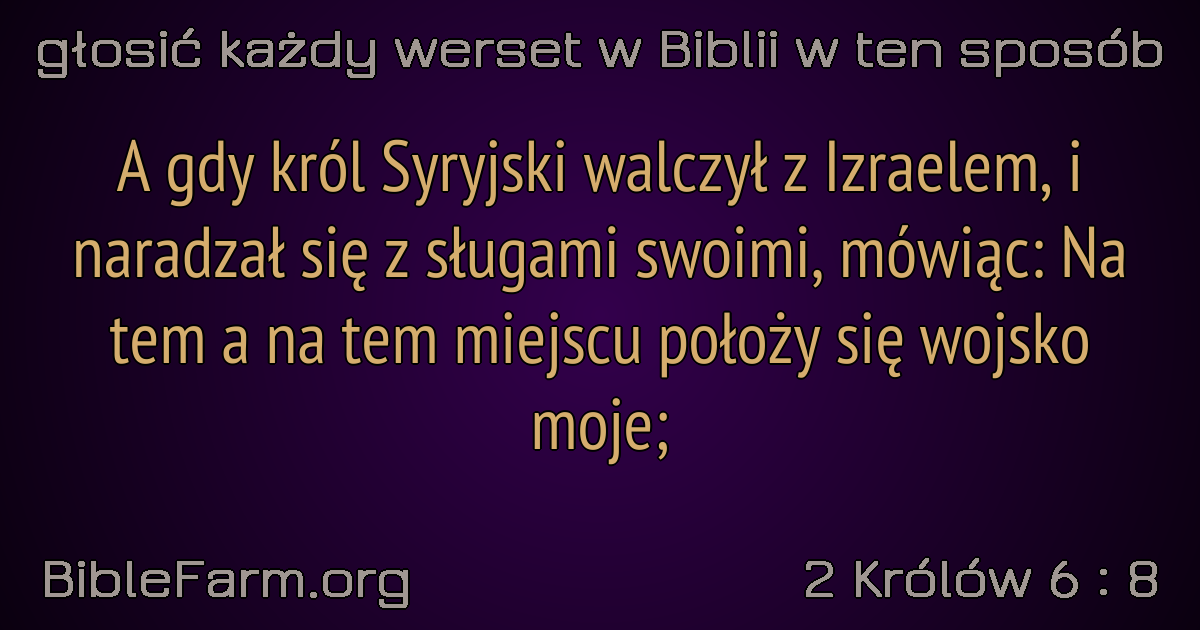 głosić każdy werset w Biblii w ten sposób
A gdy król Syryjski walczył z Izraelem, i
naradzał się z sługami swoimi, mówiąc: Na
tem a na tem miejscu położy się wojsko
moje;
BibleFarm.org
2 Królów 6 : 8